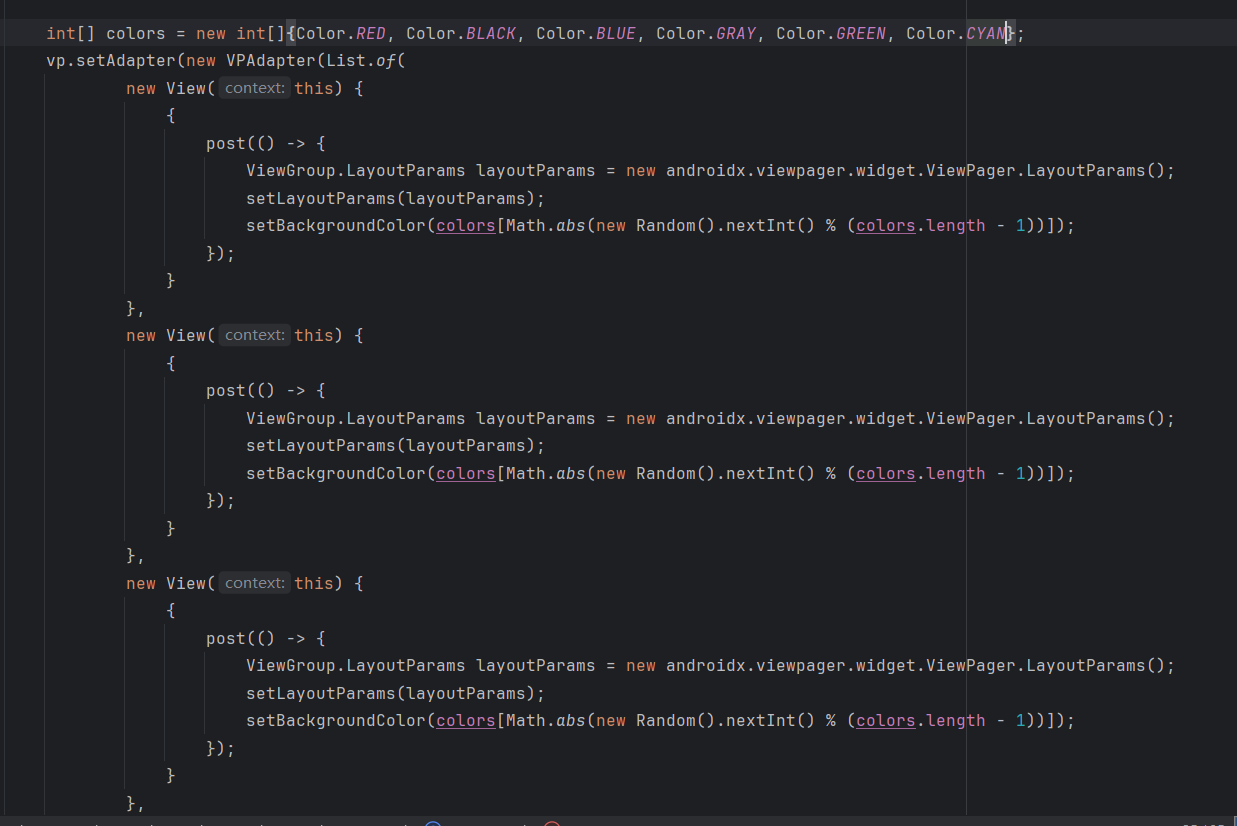 int[] colors = new int[]{Color.RED, Color.BLACK, Color.BLUE, Color.GRAY, Color.GREEN, Color.CYAN};
vp.setAdapter(new VPAdapter(List.of(
new View( context: this) {
{
post(() -> {
ViewGroup.LayoutParams layoutParams = new androidx.viewpager.widget.ViewPager.LayoutParams();
setLayoutParams(layoutParams);
setBackgroundColor(colors[Math.abs(new Random().nextInt() % (colors.length - 1))]);
});
}
},
new View( context: this) {
{
post(() -> {
ViewGroup.LayoutParams layoutParams = new androidx.viewpager.widget.ViewPager.LayoutParams();
setLayoutParams(layoutParams);
setBackgroundColor(colors[Math.abs(new Random().nextInt() % (colors.length - 1))]);
});
}
},
new View( context: this) {
{
post(() -> {
ViewGroup.LayoutParams layoutParams = new androidx.viewpager.widget.ViewPager.LayoutParams();
setLayoutParams(layoutParams);
setBackgroundColor(colors[Math.abs(new Random().nextInt() % (colors.length - 1))]);
});
}
},